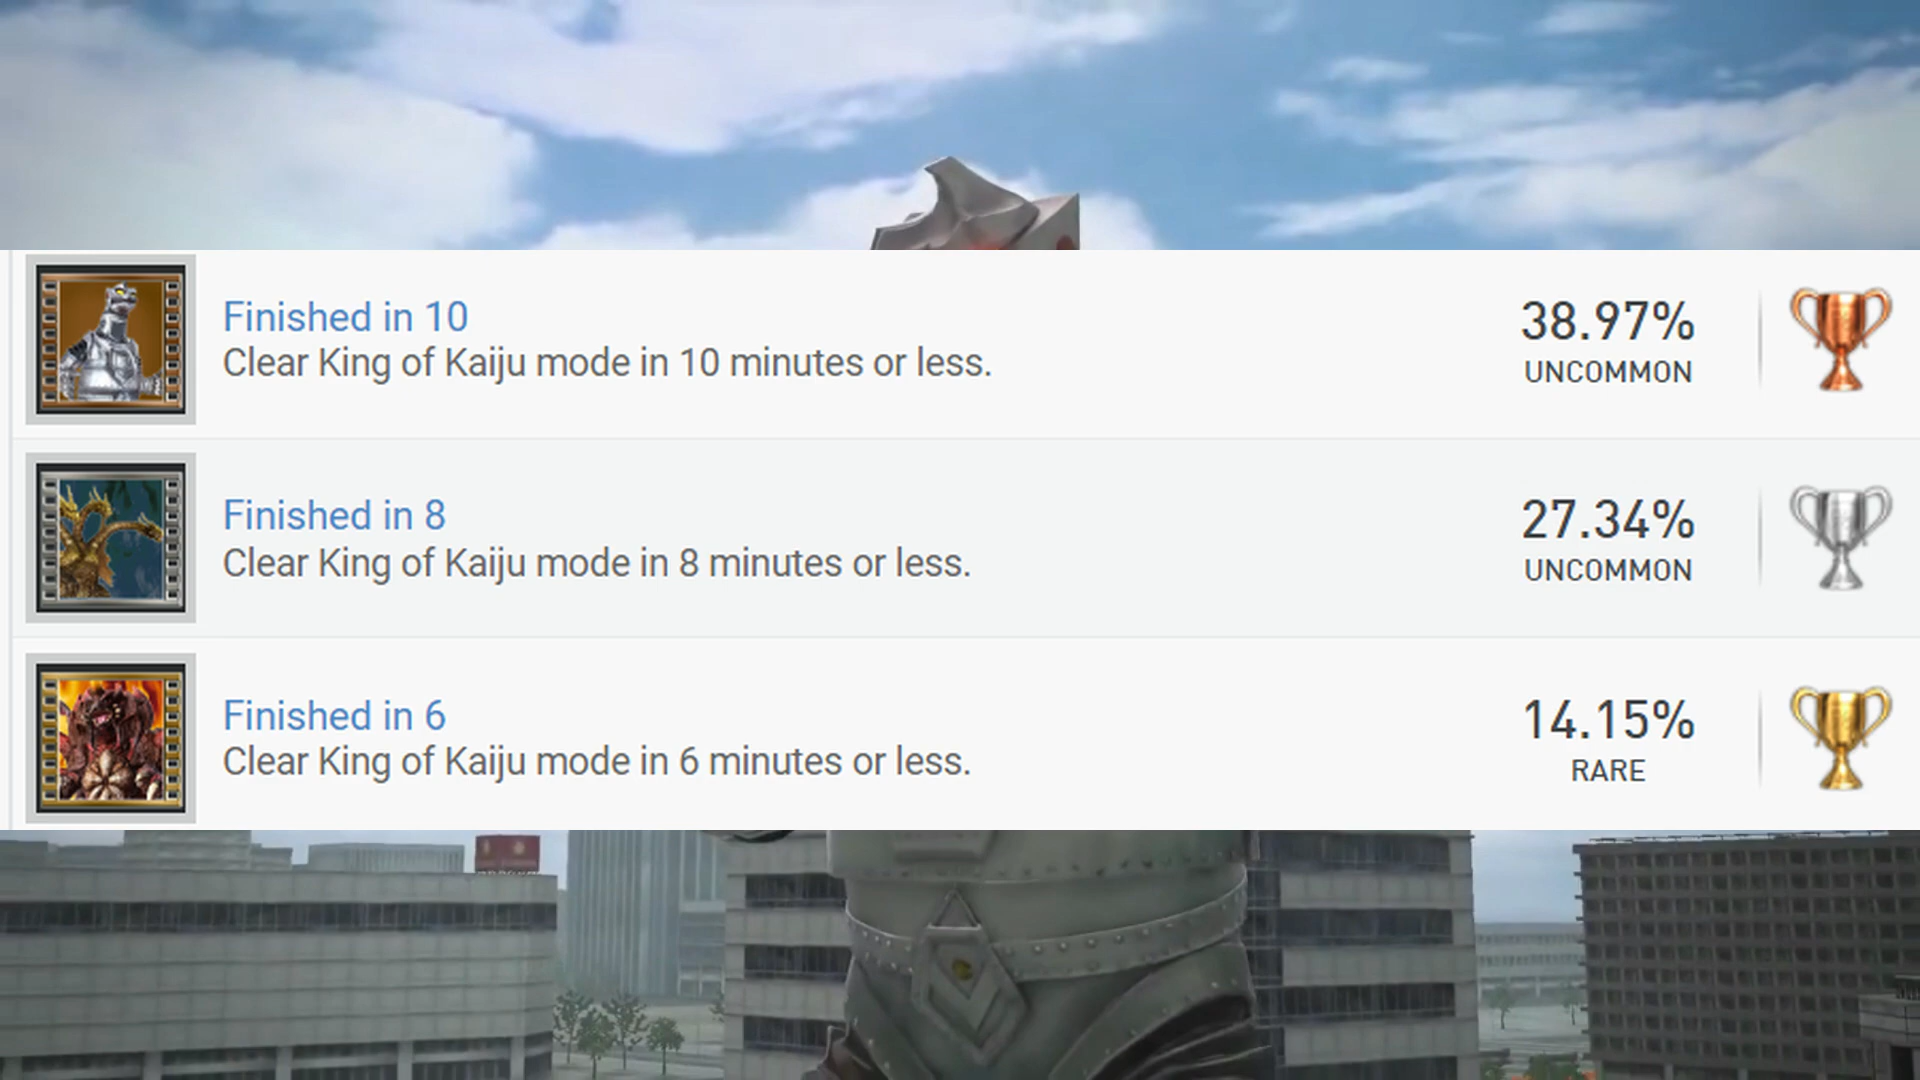 Finished in 10
Clear King of Kaiju mode in 10 minutes or less.
38.97%
UNCOMMON
Finished in 8
Clear King of Kaiju mode in 8 minutes or less.
27.34%
UNCOMMON
Finished in 6
Clear King of Kaiju mode in 6 minutes or less.
14.15%
RARE